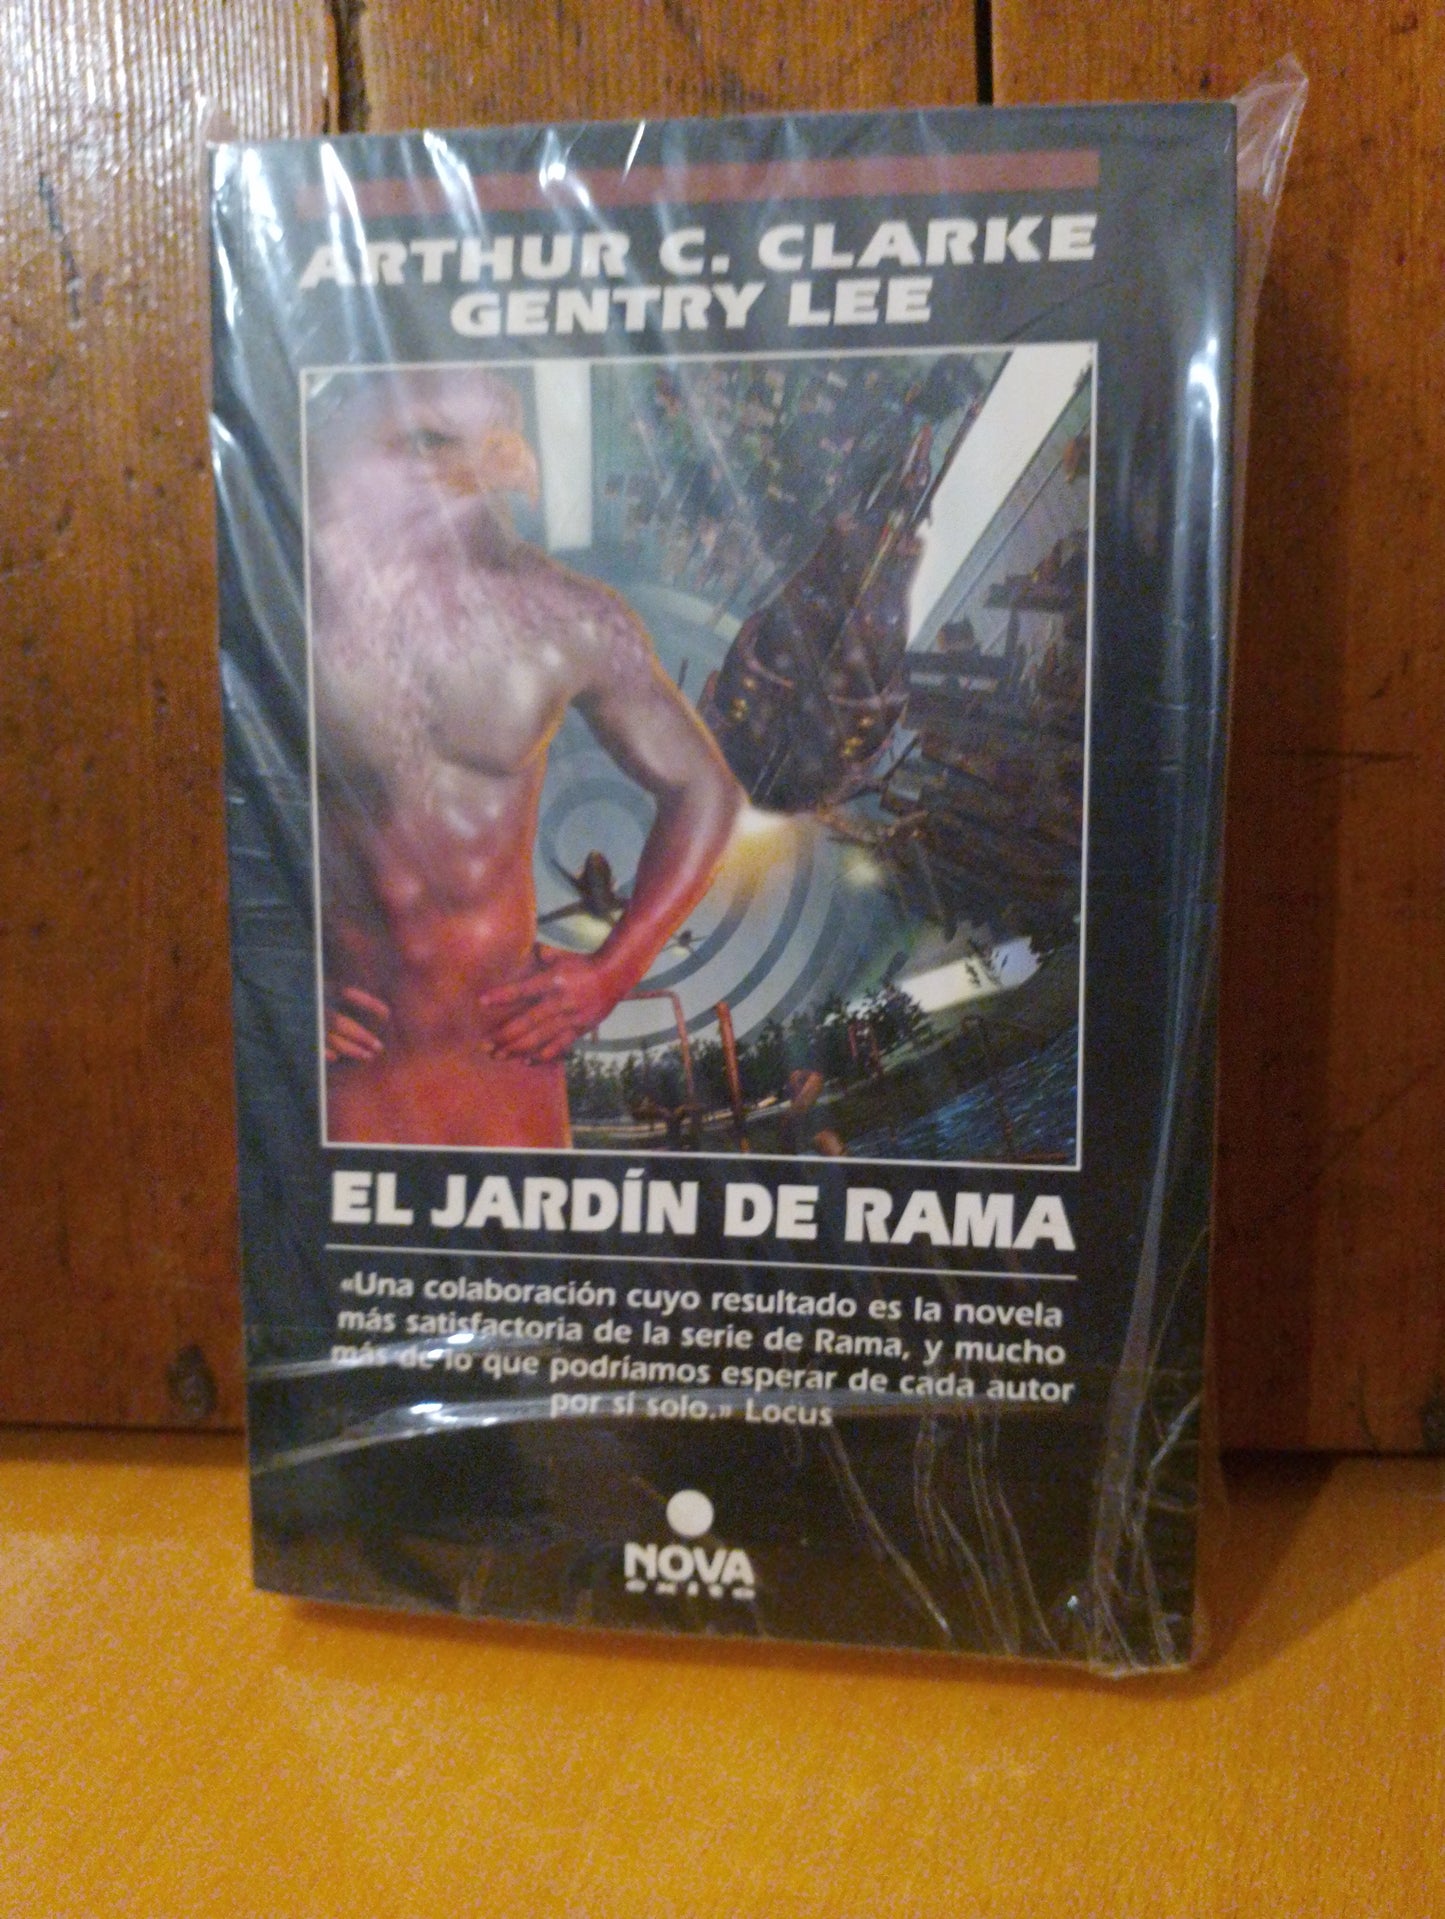 ARTHUR C. CLARKE
GENTRY LEE
EL JARDÍN DE RAMA
«Una colaboración cuyo resultado es la novela
más satisfactoria de la serie de Rama, y mucho
más de lo que podríamos esperar de cada autor
por sí solo.» Locus
NOVA